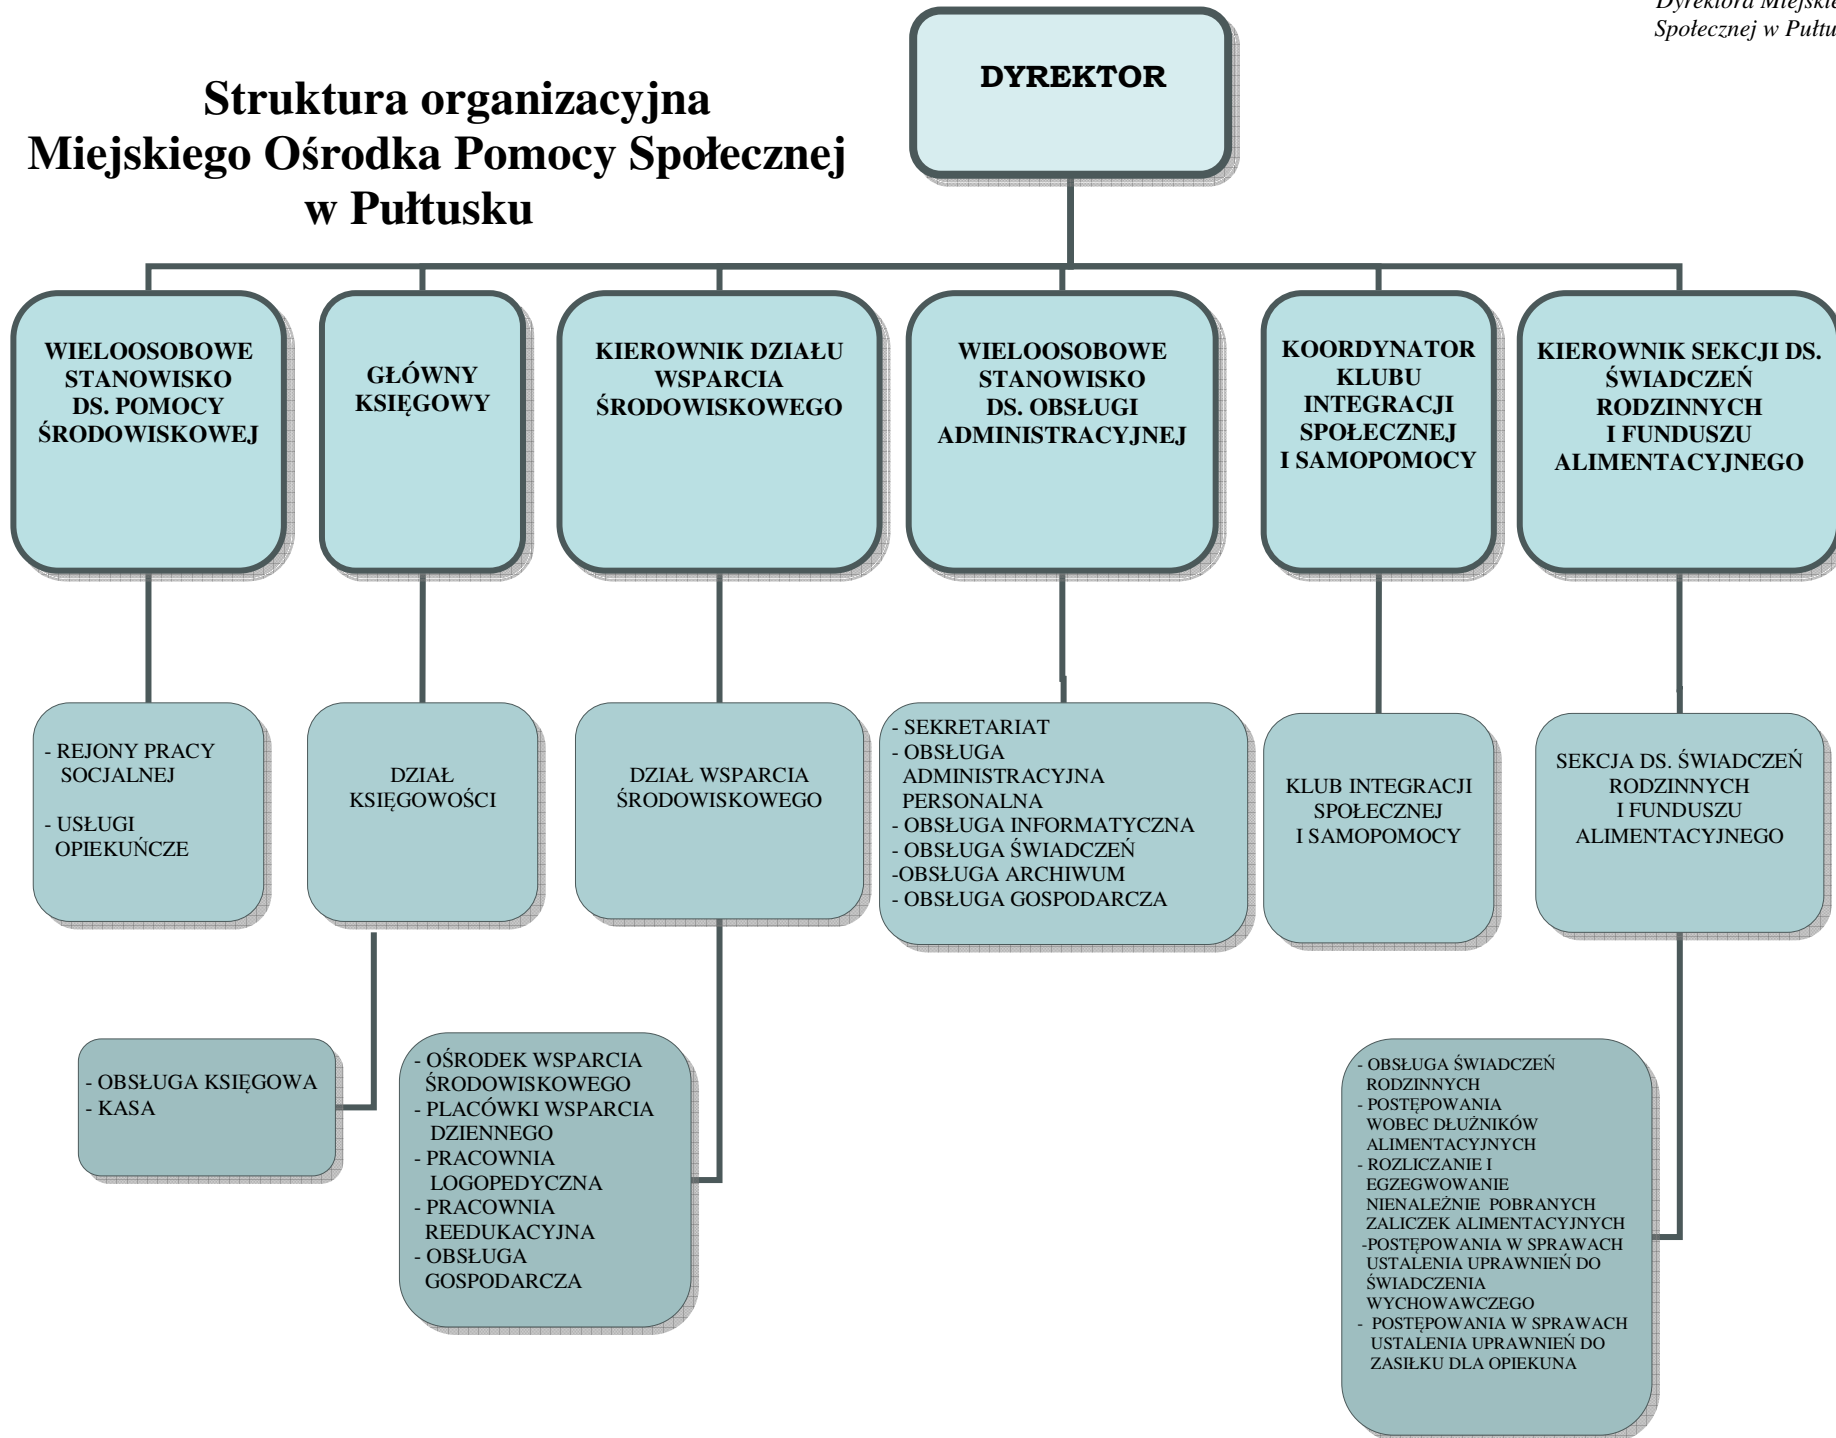 Dyrektora
Społecznej w
DYREKTOR
Struktura organizacyjna
Miejskiego Ośrodka Pomocy Społecznej
w Pułtusku
WIELOOSOBOWE
STANOWISKO
DS. POMOCY
ŚRODOWISKOWEJ
GŁÓWNY
KSIĘGOWY
KIEROWNIK DZIAŁU
WSPARCIA
ŚRODOWISKOWEGO
WIELOOSOBOWE
STANOWISKO
DS. OBSŁUGI
ADMINISTRACYJNEJ
KOORDYNATOR
KLUBU
INTEGRACJI
SPOŁECZNEJ
I SAMOPOMOCY
KIEROWNIK SEKCJI DS.
ŚWIADCZEŃ
RODZINNYCH
I FUNDUSZU
ALIMENTACYJNEGO
- REJONY PRACY
SOCJALNEJ
- USŁUGI
OPIEKUŃCZE
DZIAŁ
KSIĘGOWOŚCI
DZIAŁ WSPARCIA
ŚRODOWISKOWEGO
- SEKRETARIAT
- OBSŁUGA
ADMINISTRACYJNA
PERSONALNA
- OBSŁUGA INFORMATYCZNA
- OBSŁUGA ŚWIADCZEŃ
-OBSŁUGA ARCHIWUM
- OBSŁUGA GOSPODARCZA
KLUB INTEGRACJI
SPOŁECZNEJ
I SAMOPOMOCY
SEKCJA DS. ŚWIADCZEŃ
RODZINNYCH
I FUNDUSZU
ALIMENTACYJNEGO
- OBSŁUGA KSIĘGOWA
- KASA
- OŚRODEK WSPARCIA
ŚRODOWISKOWEGO
- PLACÓWKI WSPARCIA
DZIENNEGO
- PRACOWNIA
LOGOPEDYCZNA
- PRACOWNIA
REEDUKACYJNA
- OBSŁUGA
GOSPODARCZA
- OBSŁUGA ŚWIADCZEŃ
RODZINNYCH
- POSTĘPOWANIA
WOBEC DŁUŻNIKÓW
ALIMENTACYJNYCH
- ROZLICZANIE I
EGZEGWOWANIE
NIENALEŻNIE POBRANYCH
ZALICZEK ALIMENTACYJNYCH
-POSTĘPOWANIA W SPRAWACH
USTALENIA UPRAWNIEŃ DO
ŚWIADCZENIA
WYCHOWAWCZEGO
- POSTĘPOWANIA W SPRAWACH
USTALENIA UPRAWNIEŃ DO
ZASIŁKU DLA OPIEKUNA